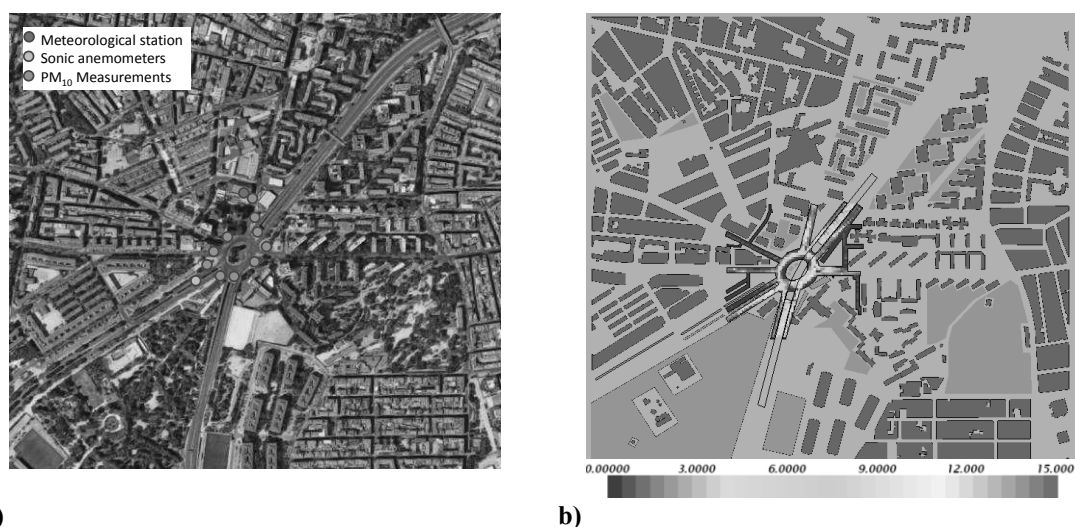 Meteorological station
Sonic anemometers
PM10 Measurements
0.00000 3.0000 6.0000 9.0000 12.000 15.000
)
b)